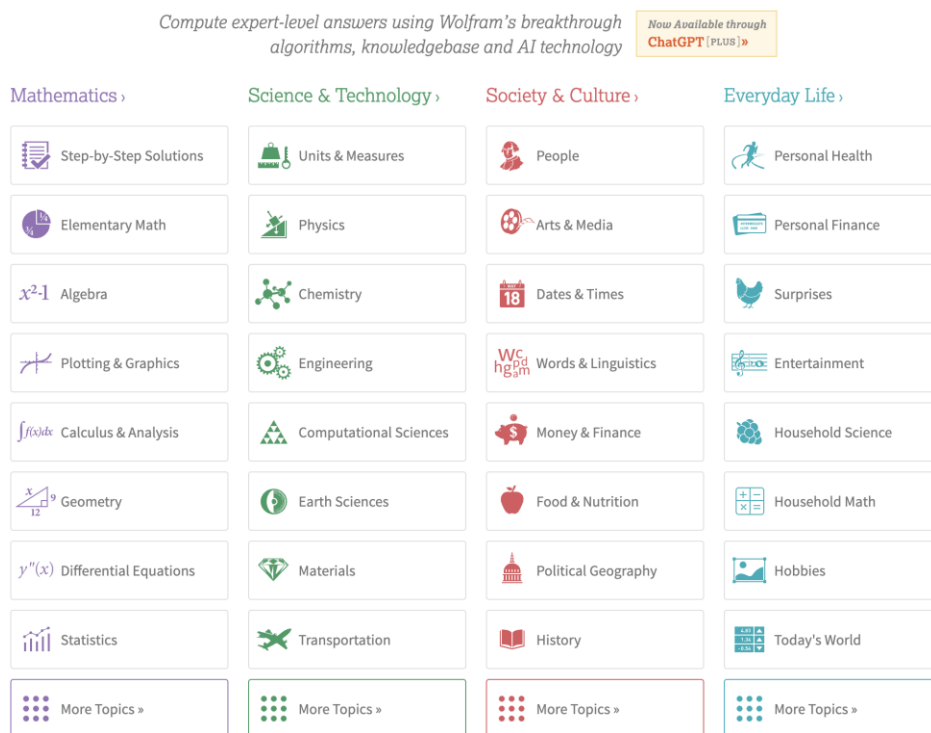 Compute expert-level answers using Wolfram's breakthrough
algorithms, knowledgebase and AI technology
Now Available through
ChatGPT [PLUS]»
Mathematics ›
Step-by-Step Solutions
Elementary Math
x²-1 Algebra
Plotting & Graphics
∫f(x)dx Calculus & Analysis
x 9 12 Geometry
y″(x) Differential Equations
Statistics
More Topics »
Science & Technology ›
Units & Measures
Physics
Chemistry
Engineering
Computational Sciences
Earth Sciences
Materials
Transportation
More Topics »
Society & Culture ›
People
Arts & Media
18 Dates & Times
Words & Linguistics
$ Money & Finance
Food & Nutrition
Political Geography
History
More Topics »
Everyday Life ›
Personal Health
Personal Finance
Surprises
Entertainment
Household Science
+ − × = Household Math
Hobbies
Today's World
More Topics »